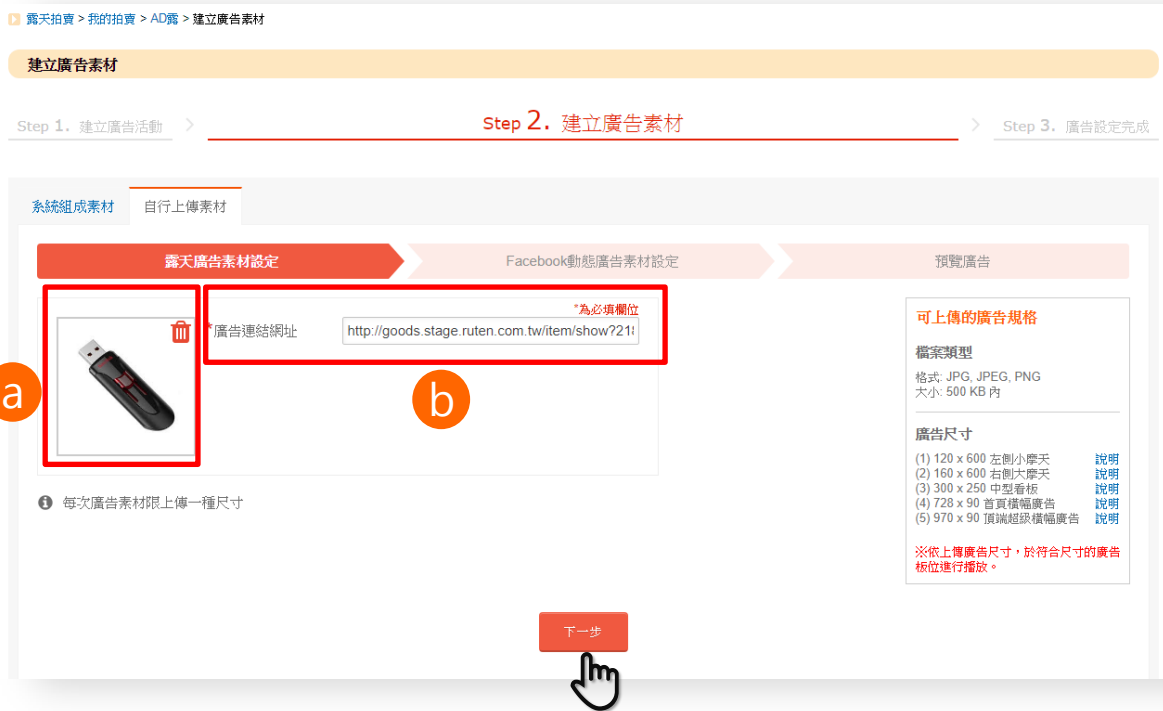 露天拍賣 > 我的拍賣 > AD露 > 建立廣告素材
建立廣告素材
Step 1. 建立廣告活動
Step 2. 建立廣告素材
Step 3. 廣告設定完成
系統組成素材
自行上傳素材
露天廣告素材設定
Facebook動態廣告素材設定
預覽廣告
a
*為必填欄位
*廣告連結網址
http://goods.stage.ruten.com.tw/item/show?218
b
每次廣告素材限上傳一種尺寸
可上傳的廣告規格
檔案類型
格式: JPG, JPEG, PNG
大小: 500 KB 內
廣告尺寸
(1) 120 x 600 左側小摩天 說明
(2) 160 x 600 右側大摩天 說明
(3) 300 x 250 中型看板 說明
(4) 728 x 90 首頁橫幅廣告 說明
(5) 970 x 90 頂端超級橫幅廣告 說明
※依上傳廣告尺寸，於符合尺寸的廣告
板位進行播放。
下一步